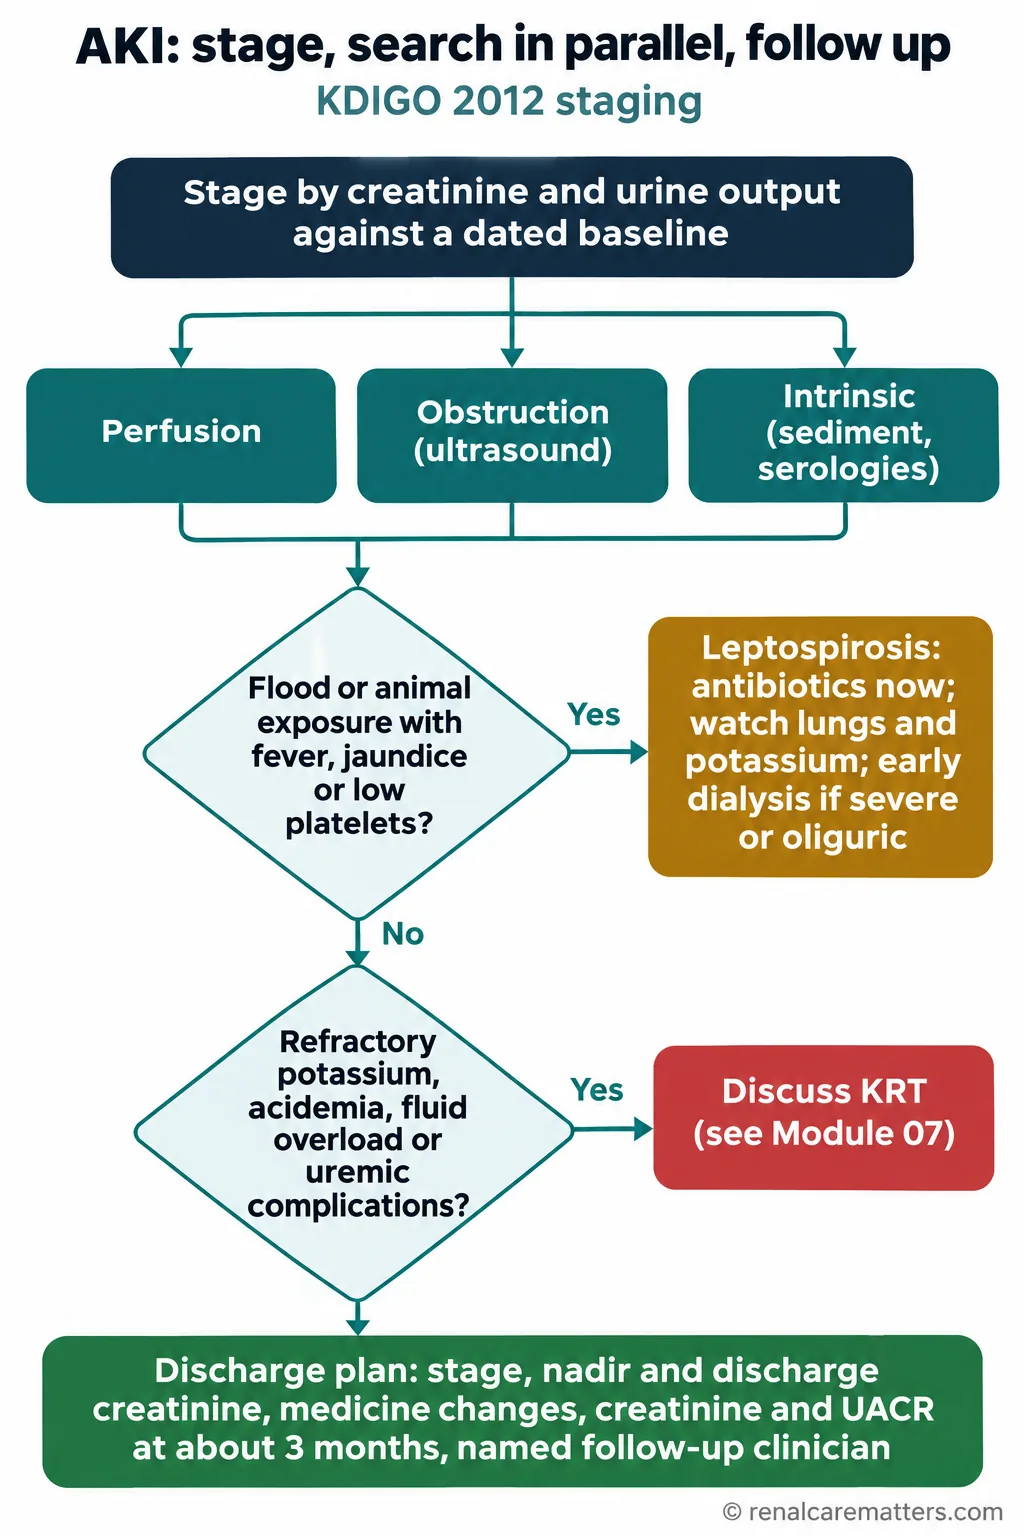 AKI: stage, search in parallel, follow up
KDIGO 2012 staging
Stage by creatinine and urine output
against a dated baseline
Perfusion
Obstruction
(ultrasound)
Intrinsic
(sediment,
serologies)
Flood or animal
exposure with
fever, jaundice
or low
platelets?
Yes
Leptospirosis:
antibiotics now;
watch lungs and
potassium; early
dialysis if severe
or oliguric
No
Refractory
potassium,
acidemia, fluid
overload or
uremic
complications?
Yes
Discuss KRT
(see Module 07)
Discharge plan: stage, nadir and discharge
creatinine, medicine changes, creatinine and UACR
at about 3 months, named follow-up clinician
© renalcarematters.com